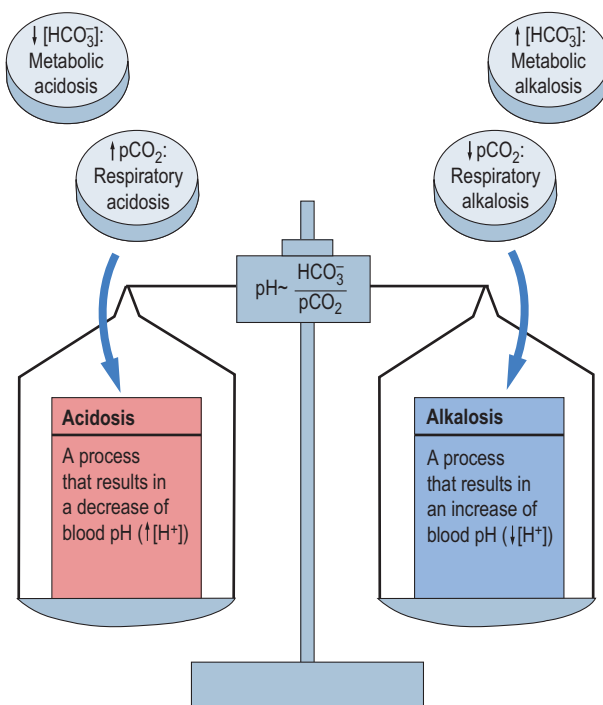 ↓[HCO₃⁻]:
Metabolic
acidosis
↑pCO₂:
Respiratory
acidosis
↑[HCO₃⁻]:
Metabolic
alkalosis
↓pCO₂:
Respiratory
alkalosis
pH~ HCO₃⁻
pCO₂
Acidosis
A process
that results in
a decrease of
blood pH (↑[H⁺])
Alkalosis
A process
that results in
an increase of
blood pH (↓[H⁺])